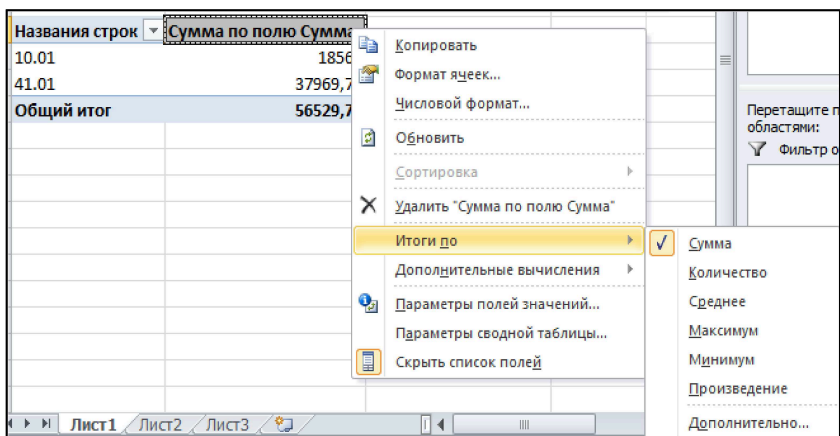 Названия строк Сумма по полю Сумма
10.01 1856
41.01 37969,7
Общий итог 56529,7
Копировать
Формат ячеек...
Числовой формат...
Обновить
Сортировка
Удалить "Сумма по полю Сумма"
Итоги по
Дополнительные вычисления
Параметры полей значений...
Параметры сводной таблицы...
Скрыть список полей
Сумма
Количество
Среднее
Максимум
Минимум
Произведение
Дополнительно...
Перетащите п
областями:
Фильтр о
Лист1 Лист2 Лист3